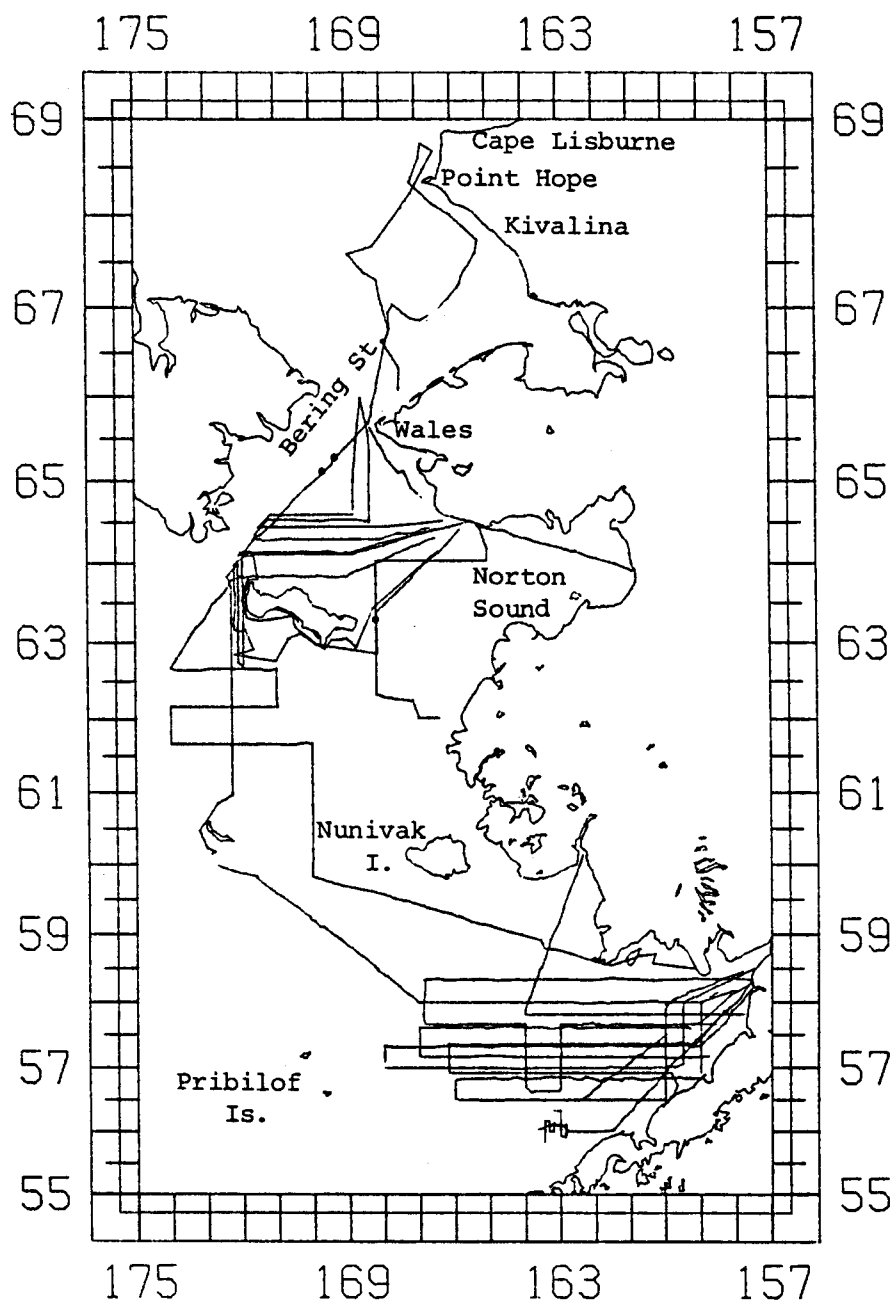 175 169 163 157
69 69
Cape Lisburne
Point Hope
Kivalina
67 67
Bering St.
Wales
65 65
Norton
Sound
63 63
61 61
Nunivak
I.
59 59
57 57
Pribilof
Is.
55 55
175 169 163 157